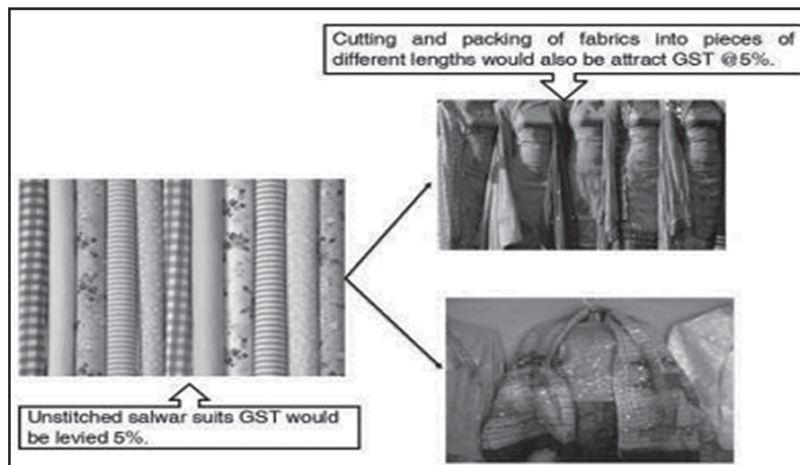 Cutting and packing of fabrics into pieces of
different lengths would also be attract GST @5%.
Unstitched salwar suits GST would
be levied 5%.